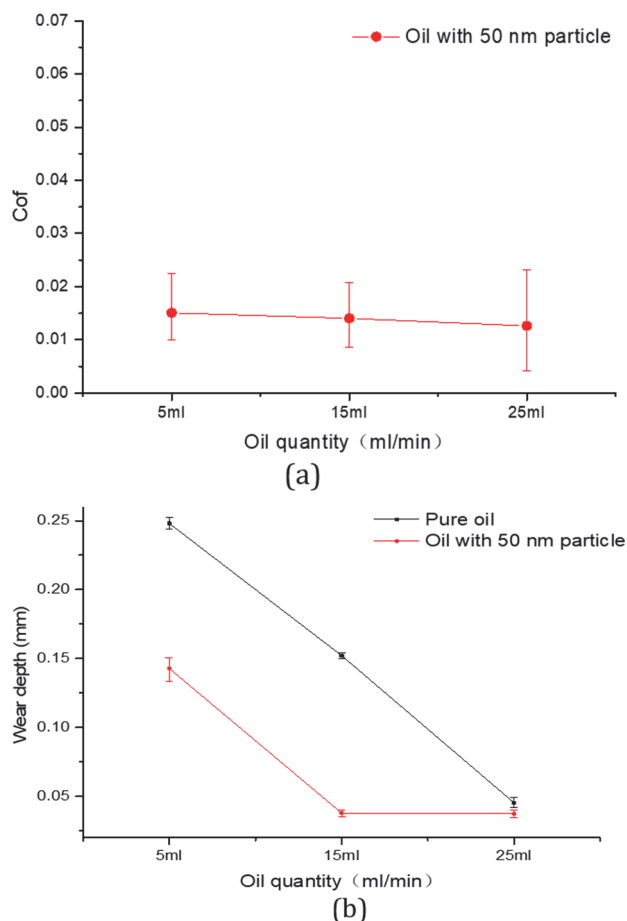 Oil with 50 nm particle
0.07
0.06
0.05
0.04
0.03
0.02
0.01
0.00
Cof
5ml 15ml 25ml
Oil quantity（ml/min）
(a)
Pure oil
Oil with 50 nm particle
0.25
0.20
0.15
0.10
0.05
Wear depth (mm)
5ml 15ml 25ml
Oil quantity（ml/min）
(b)